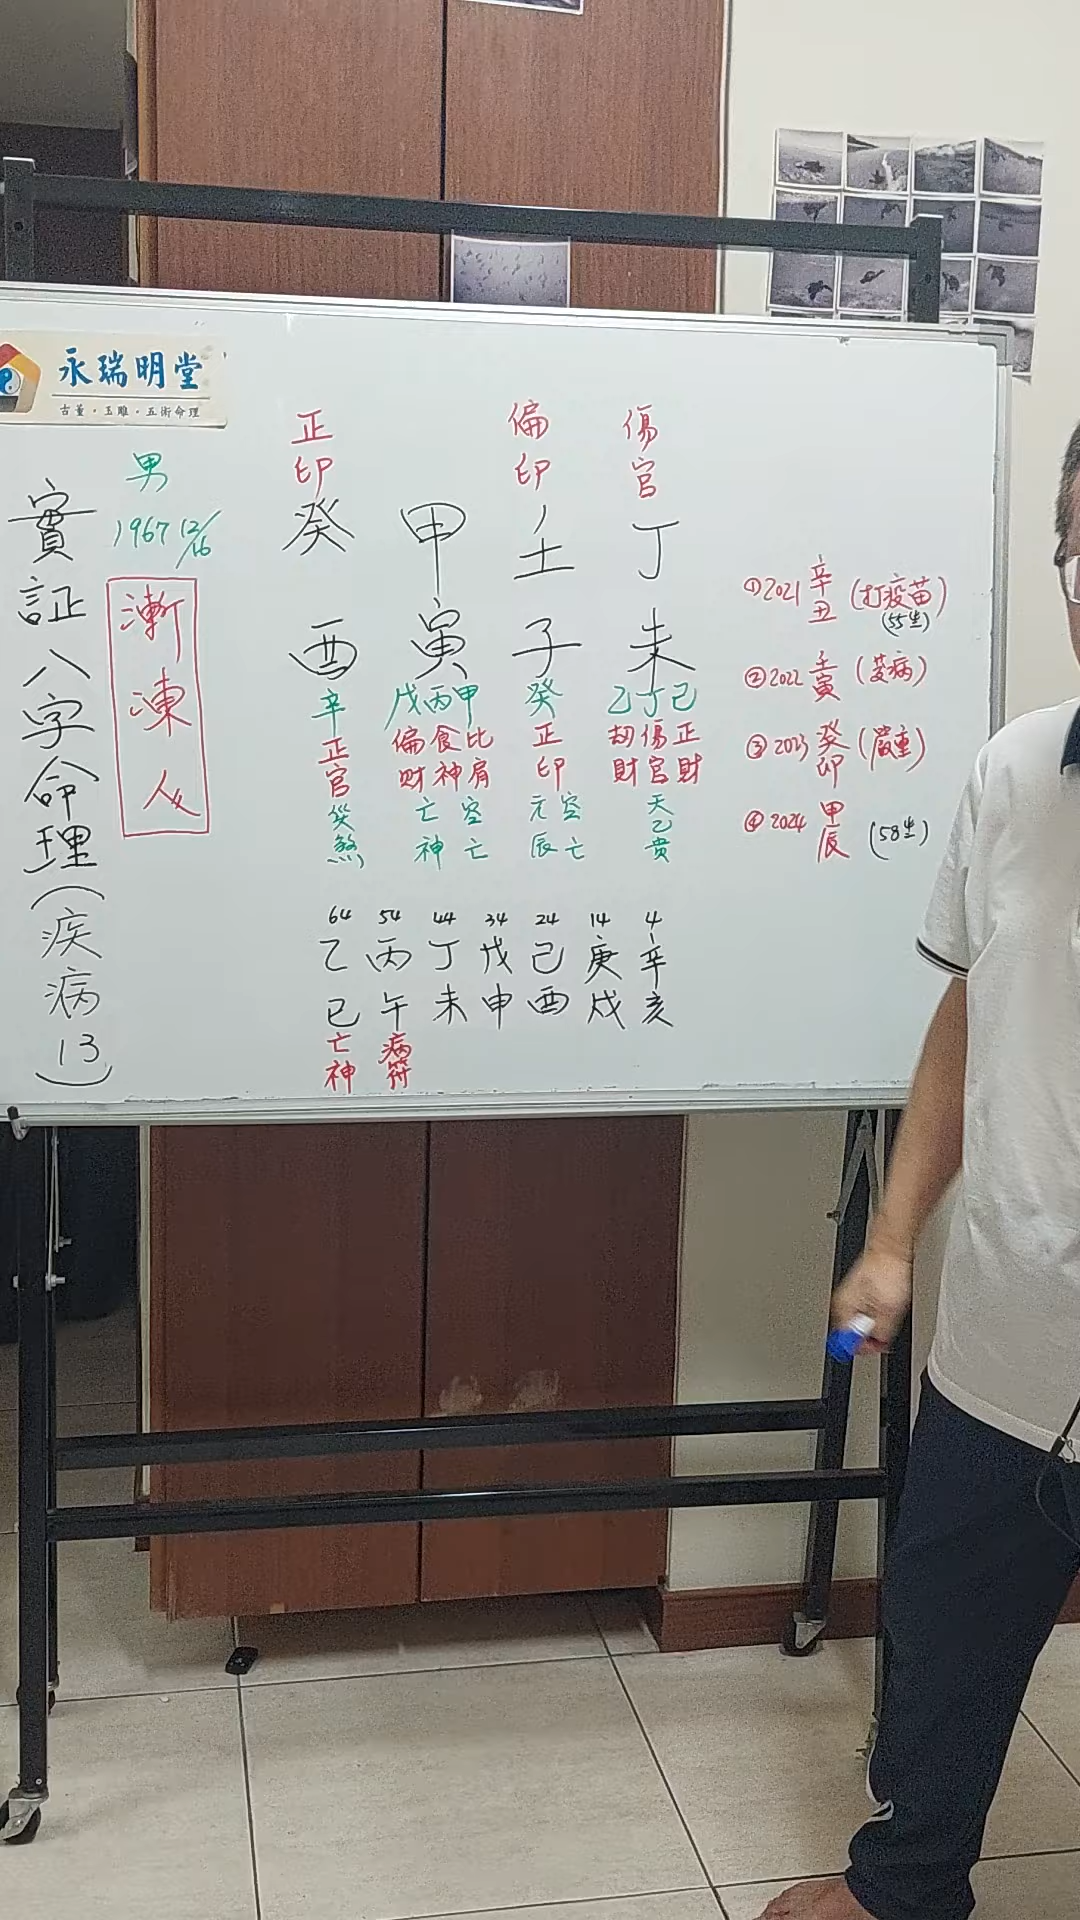 永瑞明堂
古董·玉雕·五術命理
實証八字命理(疾病13)
男
1967 12/16
漸凍人
正印 偏印 傷官
癸 甲 壬 丁
酉 寅 子 未
辛 戊丙甲 癸 乙丁己
正官 偏財 食神 比肩 正印 劫財 傷官 正財
災煞 亡神 空亡 元辰 空亡 天乙貴
64 54 44 34 24 14 4
乙 丙 丁 戊 己 庚 辛
巳 午 未 申 酉 戌 亥
亡神 病符
①2021 辛丑 (打疫苗)
(55岁)
②2022 壬寅 (發病)
③2023 癸卯 (嚴重)
④2024 甲辰 (58岁)